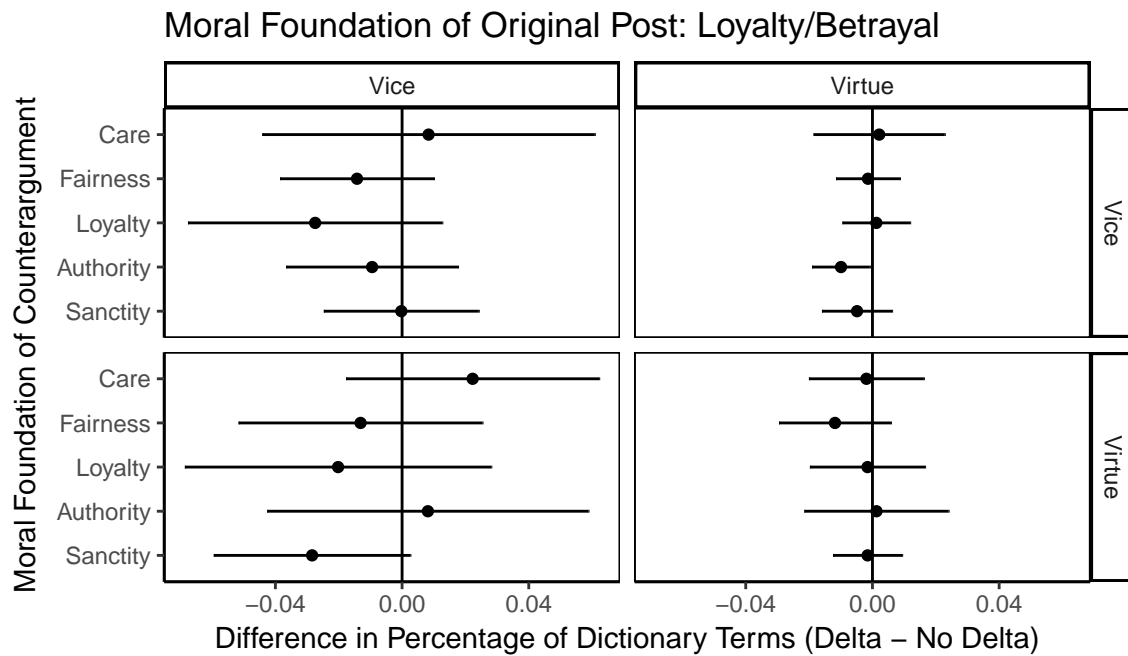 Moral Foundation of Original Post: Loyalty/Betrayal
Vice
Virtue
Moral Foundation of Counterargument
Care
Fairness
Loyalty
Authority
Sanctity
Vice
Care
Fairness
Loyalty
Authority
Sanctity
Virtue
−0.04 0.00 0.04
−0.04 0.00 0.04
Difference in Percentage of Dictionary Terms (Delta − No Delta)